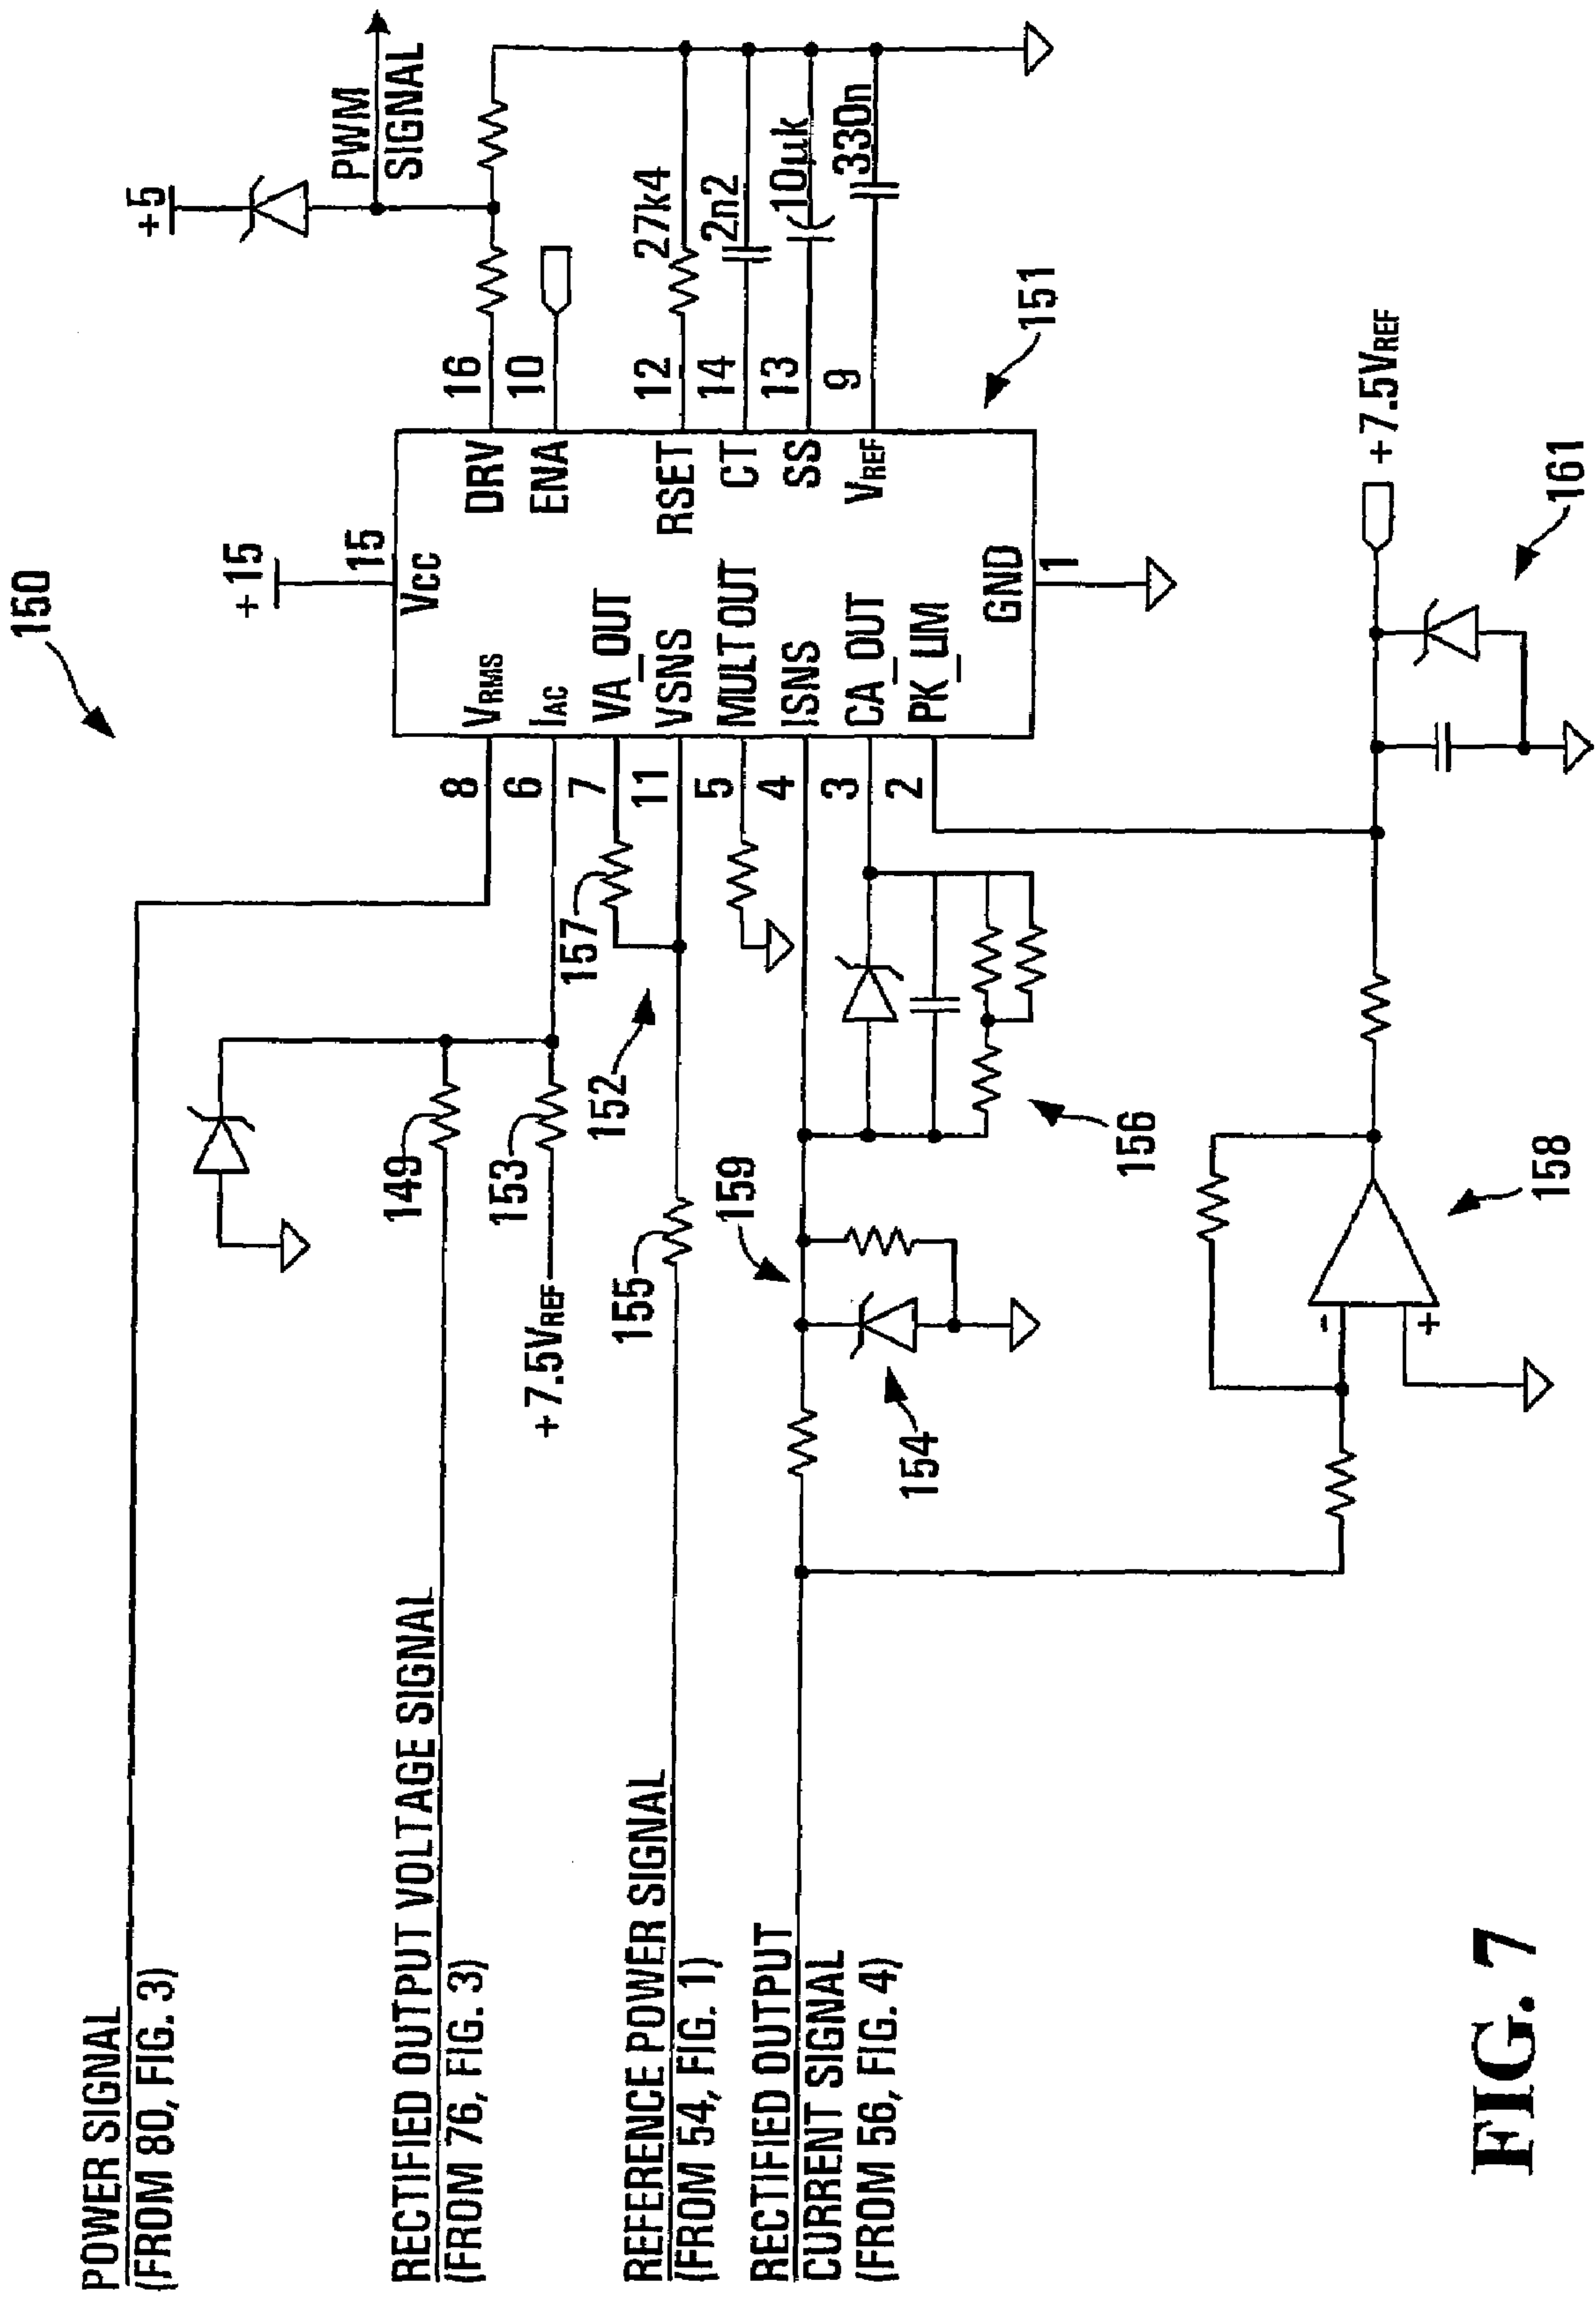 150
+15
+5
PWM
SIGNAL
15
VCC
POWER SIGNAL
(FROM 80, FIG. 3)
8
VRMS
DRV
16
6
IAC
ENA
10
149
RECTIFIED OUTPUT VOLTAGE SIGNAL
(FROM 76, FIG. 3)
153
+7.5VREF
157
7
VA_OUT
152
11
VSNS
RSET
12
27k4
155
REFERENCE POWER SIGNAL
(FROM 54, FIG. 1)
5
MULTOUT
CT
14
2n2
159
4
ISNS
SS
13
10µk
RECTIFIED OUTPUT
CURRENT SIGNAL
(FROM 56, FIG. 4)
3
CA_OUT
VREF
9
330n
154
2
PK_LIM
GND
1
151
156
+7.5VREF
158
161
FIG. 7